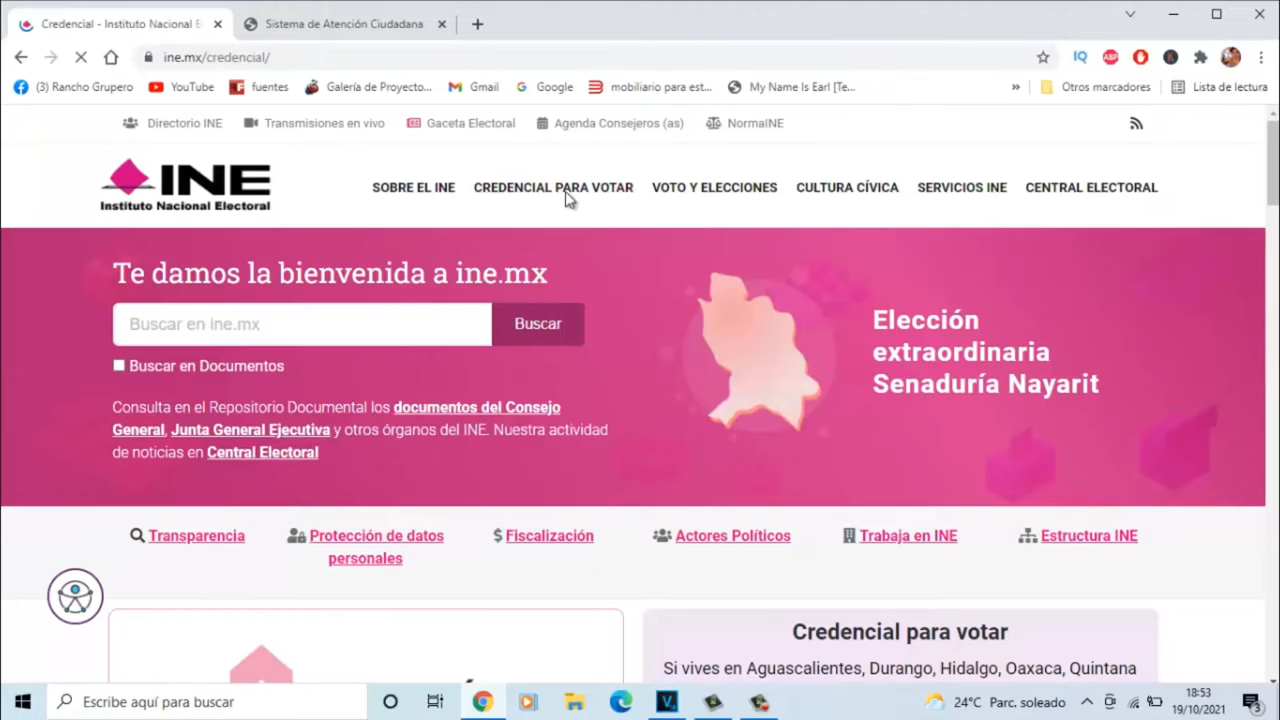 Credencial - Instituto Nacional E
Sistema de Atención Ciudadana
ine.mx/credencial/
(3) Rancho Grupero
YouTube
fuentes
Galería de Proyecto...
Gmail
Google
mobiliario para est...
My Name Is Earl [Te...
»
Otros marcadores
Lista de lectura
Directorio INE
Transmisiones en vivo
Gaceta Electoral
Agenda Consejeros (as)
NormaINE
INE
Instituto Nacional Electoral
SOBRE EL INE
CREDENCIAL PARA VOTAR
VOTO Y ELECCIONES
CULTURA CÍVICA
SERVICIOS INE
CENTRAL ELECTORAL
Te damos la bienvenida a ine.mx
Buscar en ine.mx
Buscar
Buscar en Documentos
Consulta en el Repositorio Documental los documentos del Consejo
General, Junta General Ejecutiva y otros órganos del INE. Nuestra actividad
de noticias en Central Electoral
Elección
extraordinaria
Senaduría Nayarit
Transparencia
Protección de datos
personales
Fiscalización
Actores Políticos
Trabaja en INE
Estructura INE
Credencial para votar
Si vives en Aguascalientes, Durango, Hidalgo, Oaxaca, Quintana
Escribe aquí para buscar
24°C Parc. soleado
18:53
19/10/2021
3